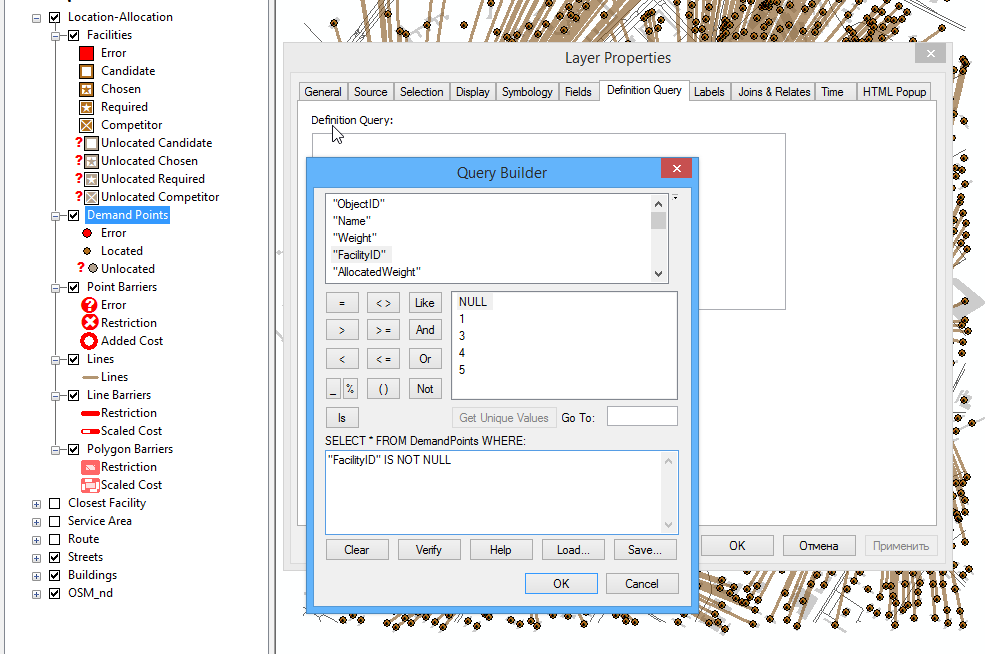 Location-Allocation
Facilities
Error
Candidate
Chosen
Required
Competitor
Unlocated Candidate
Unlocated Chosen
Unlocated Required
Unlocated Competitor
Demand Points
Error
Located
Unlocated
Point Barriers
Error
Restriction
Added Cost
Lines
Lines
Line Barriers
Restriction
Scaled Cost
Polygon Barriers
Restriction
Scaled Cost
Closest Facility
Service Area
Route
Streets
Buildings
OSM_nd
Layer Properties
General Source Selection Display Symbology Fields Definition Query Labels Joins & Relates Time HTML Popup
Definition Query:
Query Builder
"ObjectID"
"Name"
"Weight"
"FacilityID"
"AllocatedWeight"
= < > Like
> > = And
< < = Or
_ % ( ) Not
Is
NULL
1
3
4
5
Get Unique Values Go To:
SELECT * FROM DemandPoints WHERE:
"FacilityID" IS NOT NULL
Clear Verify Help Load... Save...
OK Cancel
OK Отмена Применить